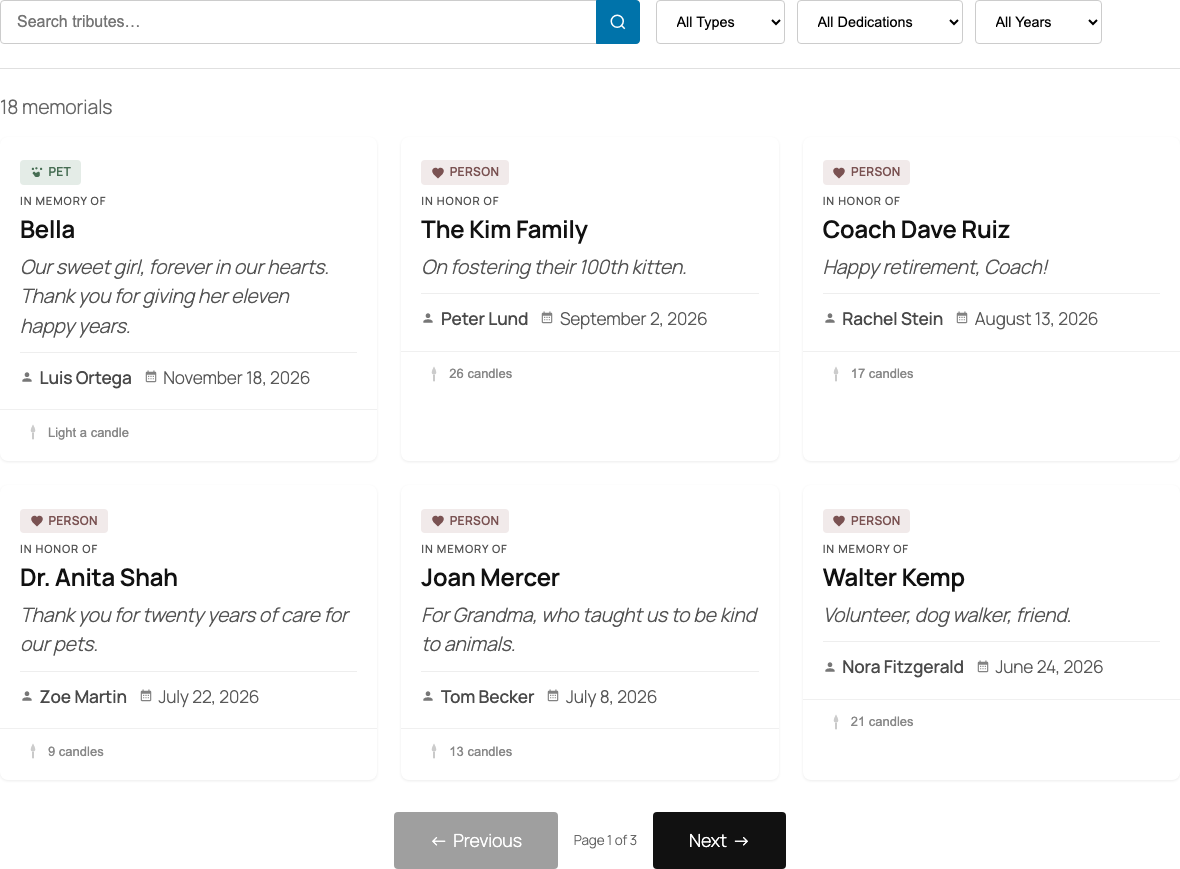 Search tributes…
All Types
All Dedications
All Years
18 memorials
PET
IN MEMORY OF
Bella
Our sweet girl, forever in our hearts.
Thank you for giving her eleven
happy years.
Luis Ortega November 18, 2026
Light a candle
PERSON
IN HONOR OF
The Kim Family
On fostering their 100th kitten.
Peter Lund September 2, 2026
26 candles
PERSON
IN HONOR OF
Coach Dave Ruiz
Happy retirement, Coach!
Rachel Stein August 13, 2026
17 candles
PERSON
IN HONOR OF
Dr. Anita Shah
Thank you for twenty years of care for
our pets.
Zoe Martin July 22, 2026
9 candles
PERSON
IN MEMORY OF
Joan Mercer
For Grandma, who taught us to be kind
to animals.
Tom Becker July 8, 2026
13 candles
PERSON
IN MEMORY OF
Walter Kemp
Volunteer, dog walker, friend.
Nora Fitzgerald June 24, 2026
21 candles
← Previous
Page 1 of 3
Next →